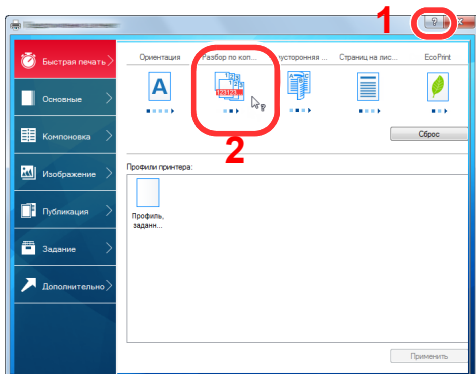 1
?
Быстрая печать
Основные
Компоновка
Изображение
Публикация
Задание
Дополнительно
Ориентация
Разбор по коп...
усторонняя ...
Страниц на лис...
EcoPrint
A
2
Сброс
Профили принтера:
Профиль,
заданн...
Применить